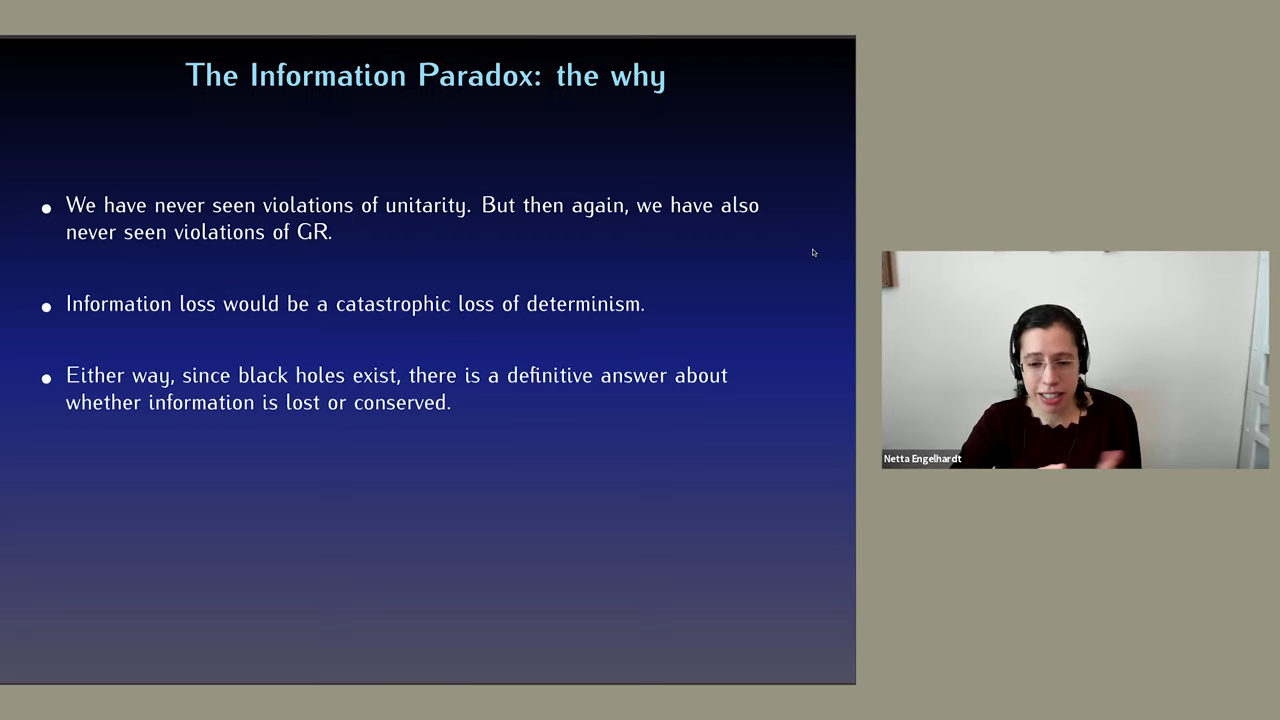 The Information Paradox: the why
We have never seen violations of unitarity. But then again, we have also
never seen violations of GR.
Information loss would be a catastrophic loss of determinism.
Either way, since black holes exist, there is a definitive answer about
whether information is lost or conserved.
Netta Engelhardt